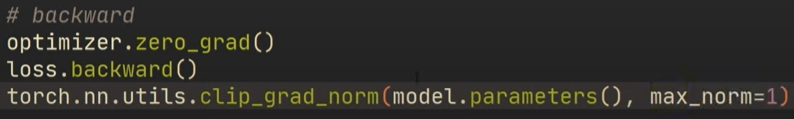 # backward
optimizer.zero_grad()
loss.backward()
torch.nn.utils.clip_grad_norm(model.parameters(), max_norm=1)